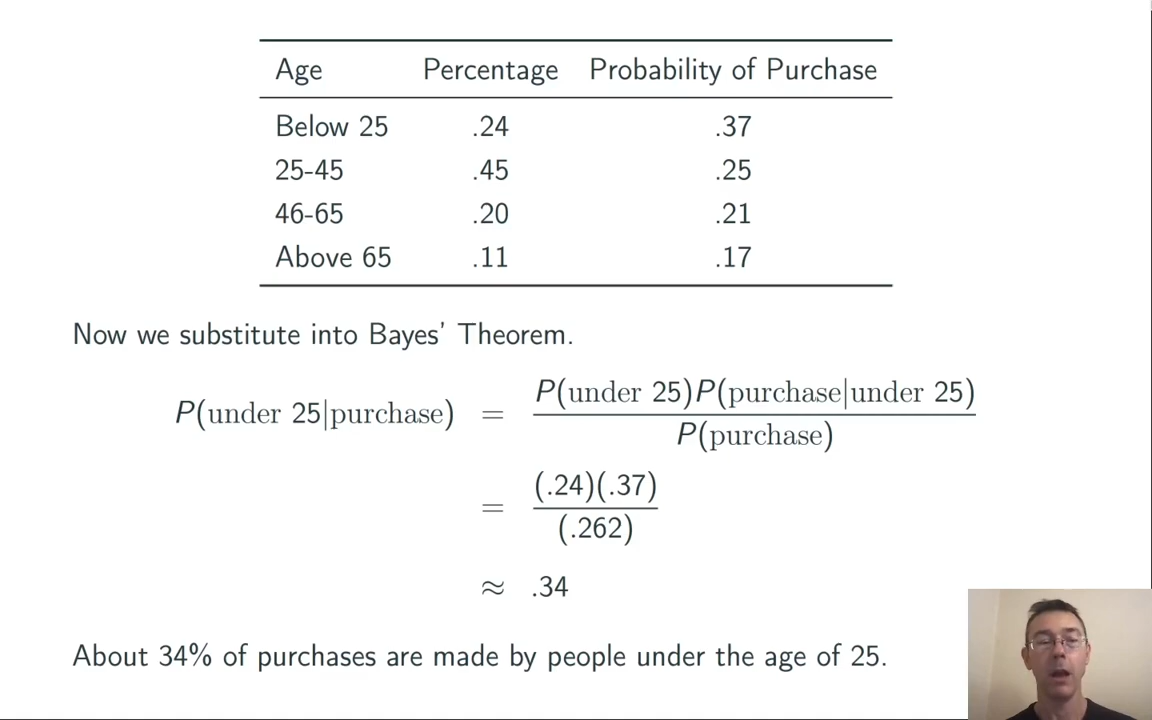 Age Percentage Probability of Purchase
Below 25 .24 .37
25-45 .45 .25
46-65 .20 .21
Above 65 .11 .17
Now we substitute into Bayes' Theorem.
P(under 25|purchase) = P(under 25)P(purchase|under 25)
P(purchase)
= (.24)(.37)
(.262)
≈ .34
About 34% of purchases are made by people under the age of 25.